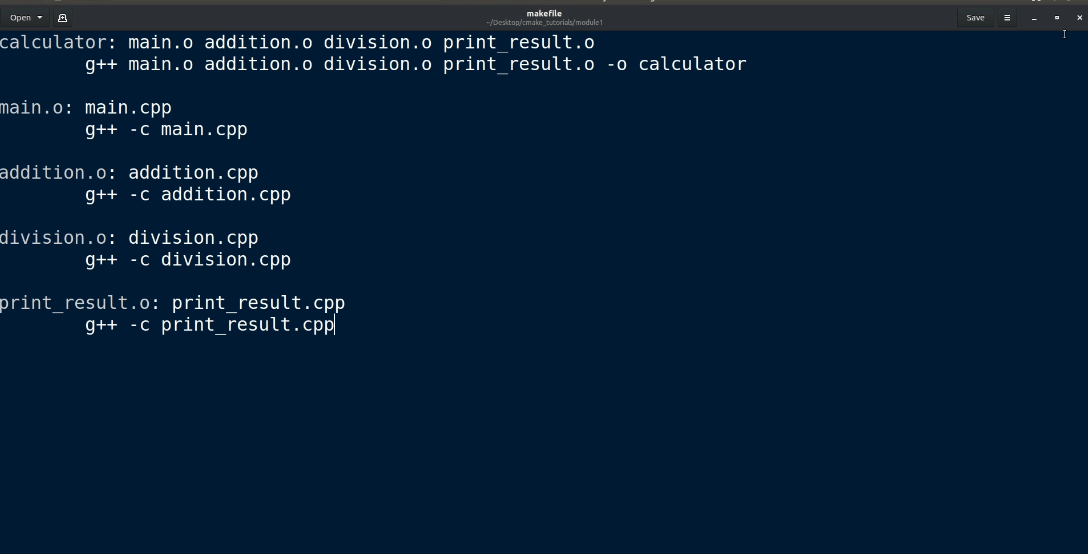 Open
makefile
~/Desktop/cmake_tutorials/module1
Save
calculator: main.o addition.o division.o print_result.o
g++ main.o addition.o division.o print_result.o -o calculator
main.o: main.cpp
g++ -c main.cpp
addition.o: addition.cpp
g++ -c addition.cpp
division.o: division.cpp
g++ -c division.cpp
print_result.o: print_result.cpp
g++ -c print_result.cpp